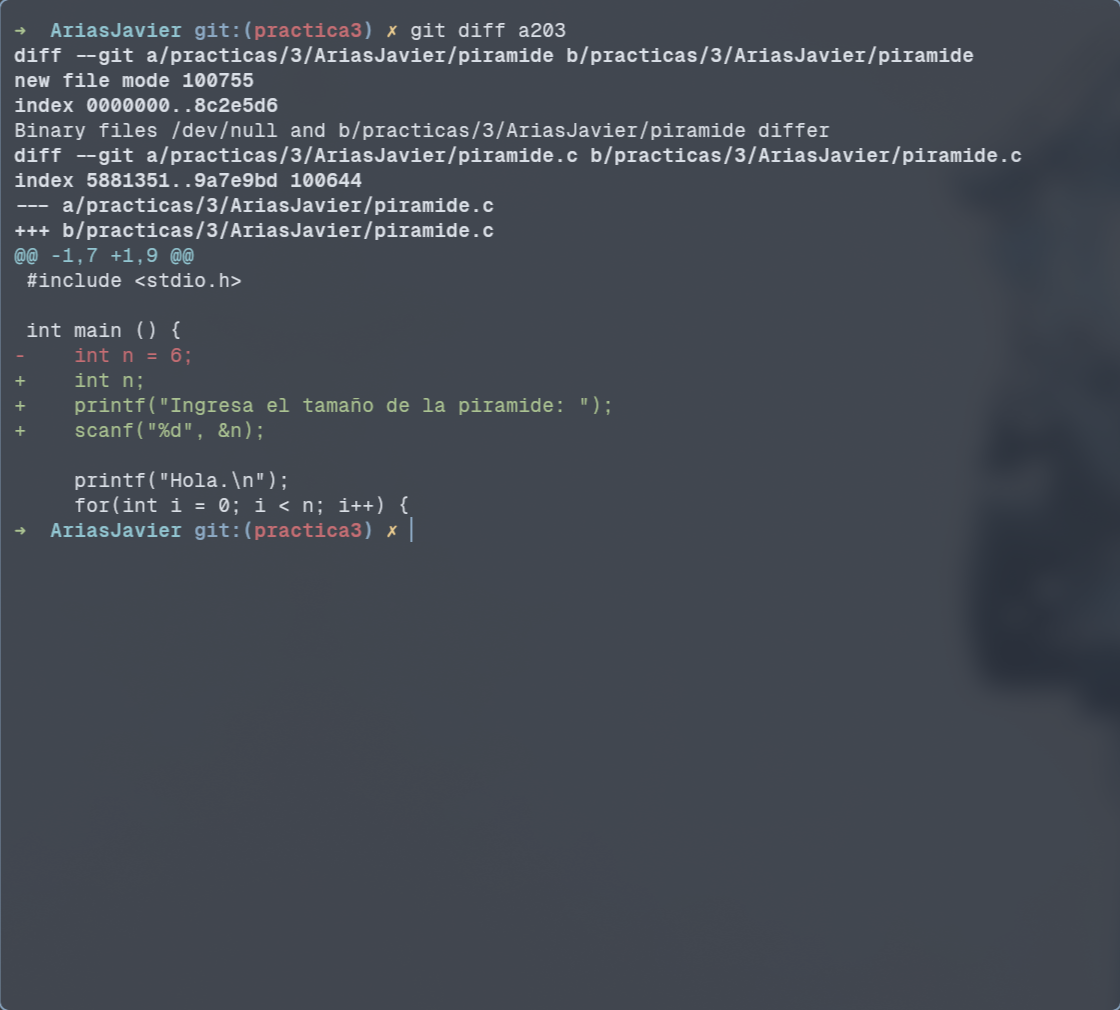 ➜  AriasJavier git:(practica3) ✗ git diff a203
diff --git a/practicas/3/AriasJavier/piramide b/practicas/3/AriasJavier/piramide
new file mode 100755
index 0000000..8c2e5d6
Binary files /dev/null and b/practicas/3/AriasJavier/piramide differ
diff --git a/practicas/3/AriasJavier/piramide.c b/practicas/3/AriasJavier/piramide.c
index 5881351..9a7e9bd 100644
--- a/practicas/3/AriasJavier/piramide.c
+++ b/practicas/3/AriasJavier/piramide.c
@@ -1,7 +1,9 @@
 #include <stdio.h>

 int main () {
-    int n = 6;
+    int n;
+    printf("Ingresa el tamaño de la piramide: ");
+    scanf("%d", &n);

     printf("Hola.\n");
     for(int i = 0; i < n; i++) {
➜  AriasJavier git:(practica3) ✗